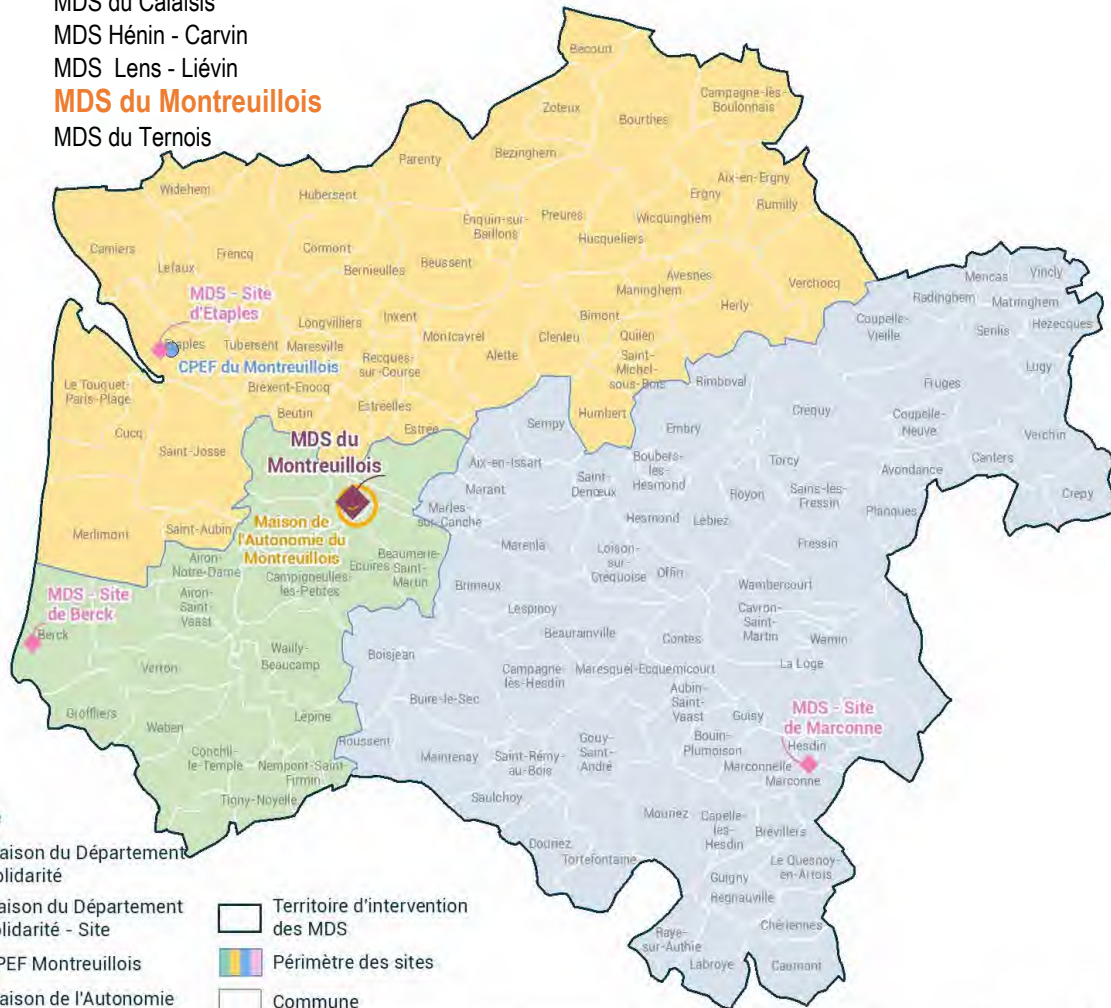 MDS du Calaisis
MDS Hénin - Carvin
MDS Lens - Liévin
MDS du Montreuillois
MDS du Ternois
Becourt
Campagne-lès-
Boulonnais
Zoteux
Bourthes
Bezinghem
Parenty
Aix-en-Ergny
Widehem
Hubersent
Ergny
Rumilly
Enquin-sur-
Baillons
Preures
Wicquinghem
Hucqueliers
Camiers
Frencq
Cormont
Lefaux
Bernieulles
Beussent
Avesnes
Maninghem
Verchocq
Herly
Mencas
Vincly
Radinghem
Matringhem
MDS - Site
d'Etaples
Longvilliers
Inxent
Bimont
Coupelle-
Vieille
Senlis
Hezecques
Etaples
Tubersent
Maresville
Montcavrel
Clenleu
Quilen
CPEF du Montreuillois
Recques-
sur-Course
Alette
Saint-
Michel-
sous-Bois
Rimboval
Lugy
Fruges
Le Touquet-
Paris-Plage
Brexent-Enocq
Beutin
Estreelles
Humbert
Crequy
Coupelle-
Neuve
Cucq
Estree
Sempy
Embry
Verchin
Saint-Josse
MDS du
Montreuillois
Aix-en-Issart
Boubers-
les-
Hesmond
Torcy
Canlers
Avondance
Marant
Saint-
Denœux
Royon
Sains-les-
Fressin
Crepy
Marles-
sur-Canche
Hesmond
Lebiez
Planques
Merlimont
Saint-Aubin
Maison de
l'Autonomie du
Montreuillois
Marenla
Loison-
sur-
Crequoise
Fressin
Airon-
Notre-Dame
Ecuires
Beaumerie-
Saint-
Martin
Offin
Campigneulles-
les-Petites
Brimeux
Wambercourt
MDS - Site
de Berck
Airon-
Saint-
Vaast
Lespinoy
Cavron-
Saint-
Martin
Berck
Beaurainville
Contes
Wamin
Wailly-
Beaucamp
Boisjean
La Loge
Verton
Campagne-
lès-Hesdin
Maresquel-Ecquemicourt
Buire-le-Sec
Aubin-
Saint-
Vaast
Guisy
MDS - Site
de Marconne
Groffliers
Waben
Lépine
Roussent
Gouy-
Saint-
André
Bouin-
Plumoison
Hesdin
Conchil-
le-Temple
Nempont-Saint-
Firmin
Maintenay
Saint-Rémy-
au-Bois
Marconnelle
Marconne
Tigny-Noyelle
Saulchoy
Mouriez
Capelle-
les-
Hesdin
Brévillers
Douriez
Tortefontaine
Le Quesnoy-
en-Artois
Guigny
Regnauville
Chériennes
Raye-
sur-Authie
Labroye
Caumont
aison du Département
olidarité
aison du Département
olidarité - Site
PEF Montreuillois
aison de l'Autonomie
Territoire d'intervention
des MDS
Périmètre des sites
Commune